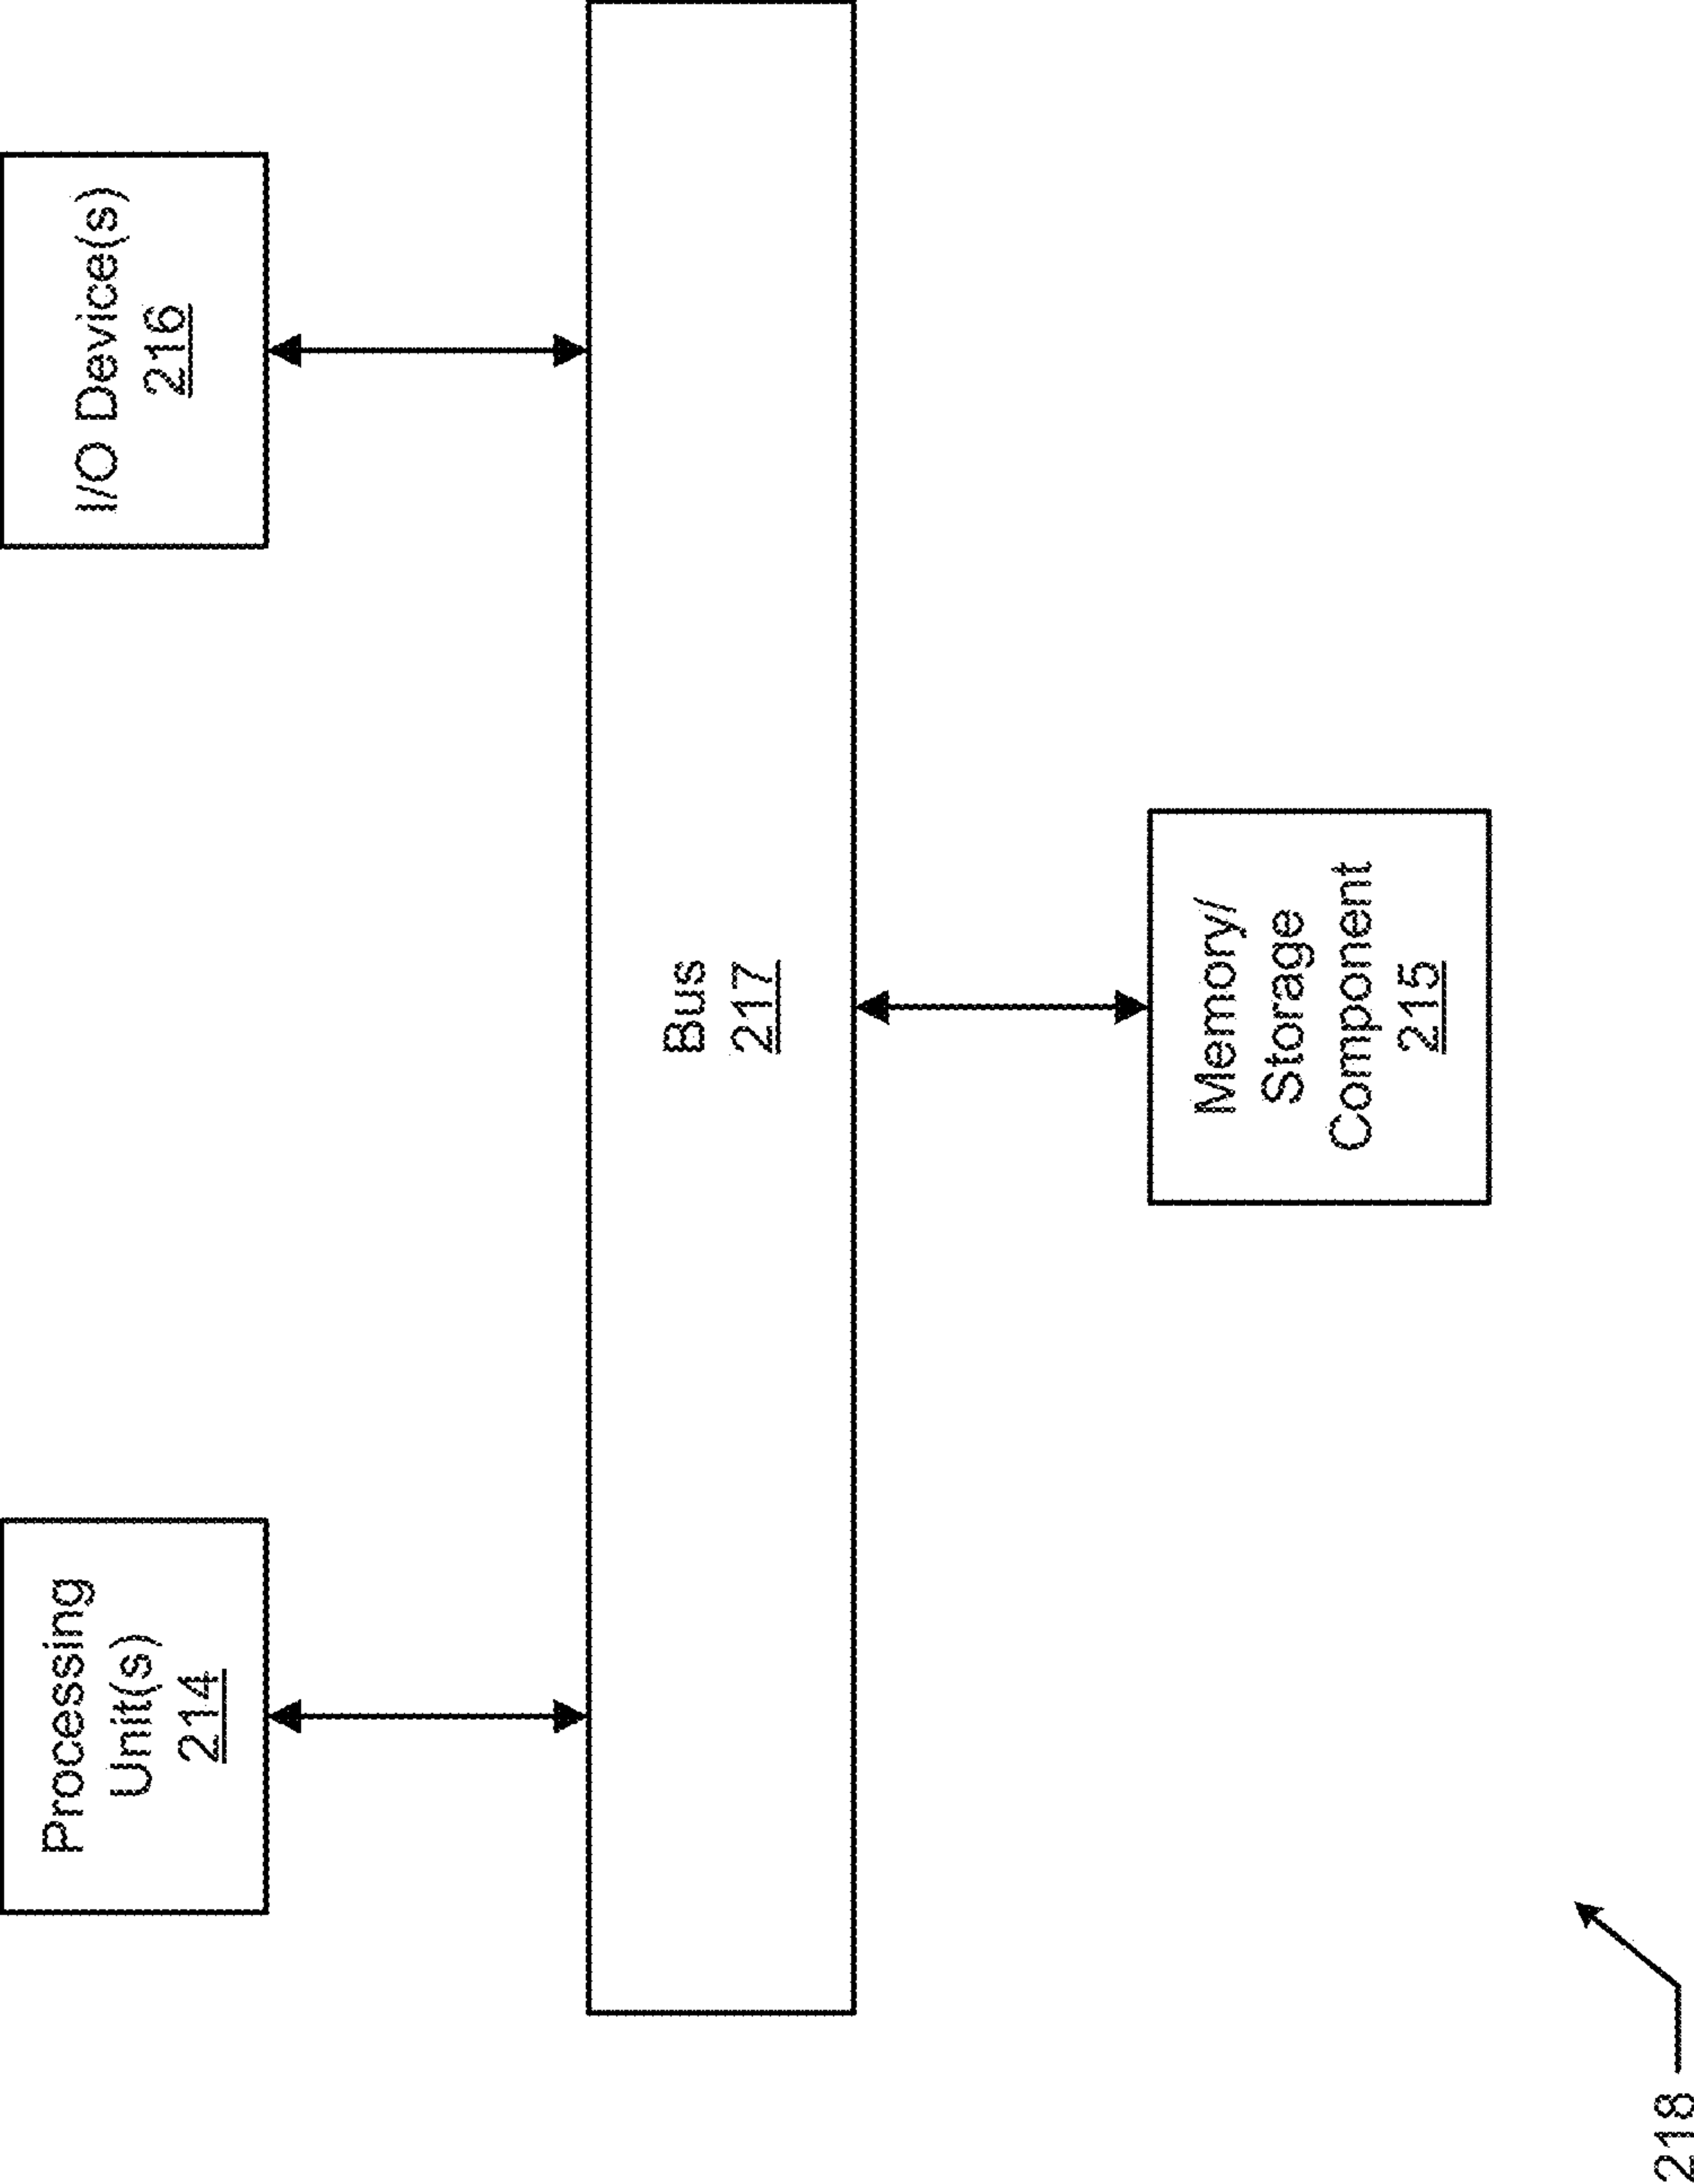 Processing
Unit(s)
214
I/O Device(s)
216
Bus
217
Memory/
Storage
Component
215
218